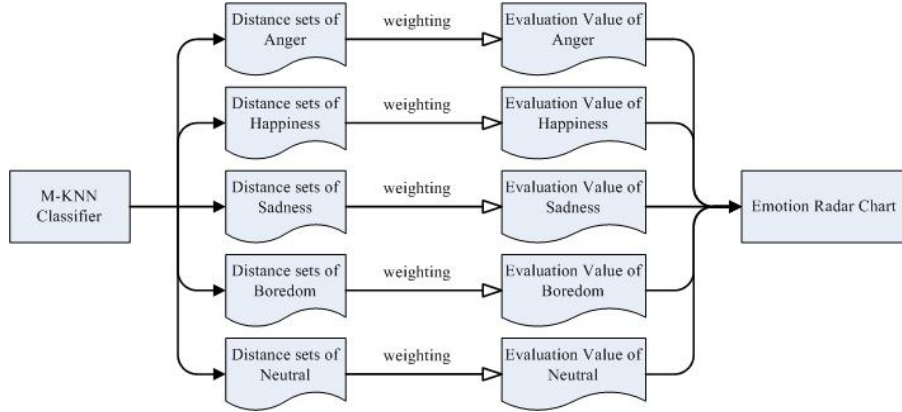 Distance sets of
Anger
weighting
Evaluation Value of
Anger
Distance sets of
Happiness
weighting
Evaluation Value of
Happiness
M-KNN
Classifier
Distance sets of
Sadness
weighting
Evaluation Value of
Sadness
Emotion Radar Chart
Distance sets of
Boredom
weighting
Evaluation Value of
Boredom
Distance sets of
Neutral
weighting
Evaluation Value of
Neutral